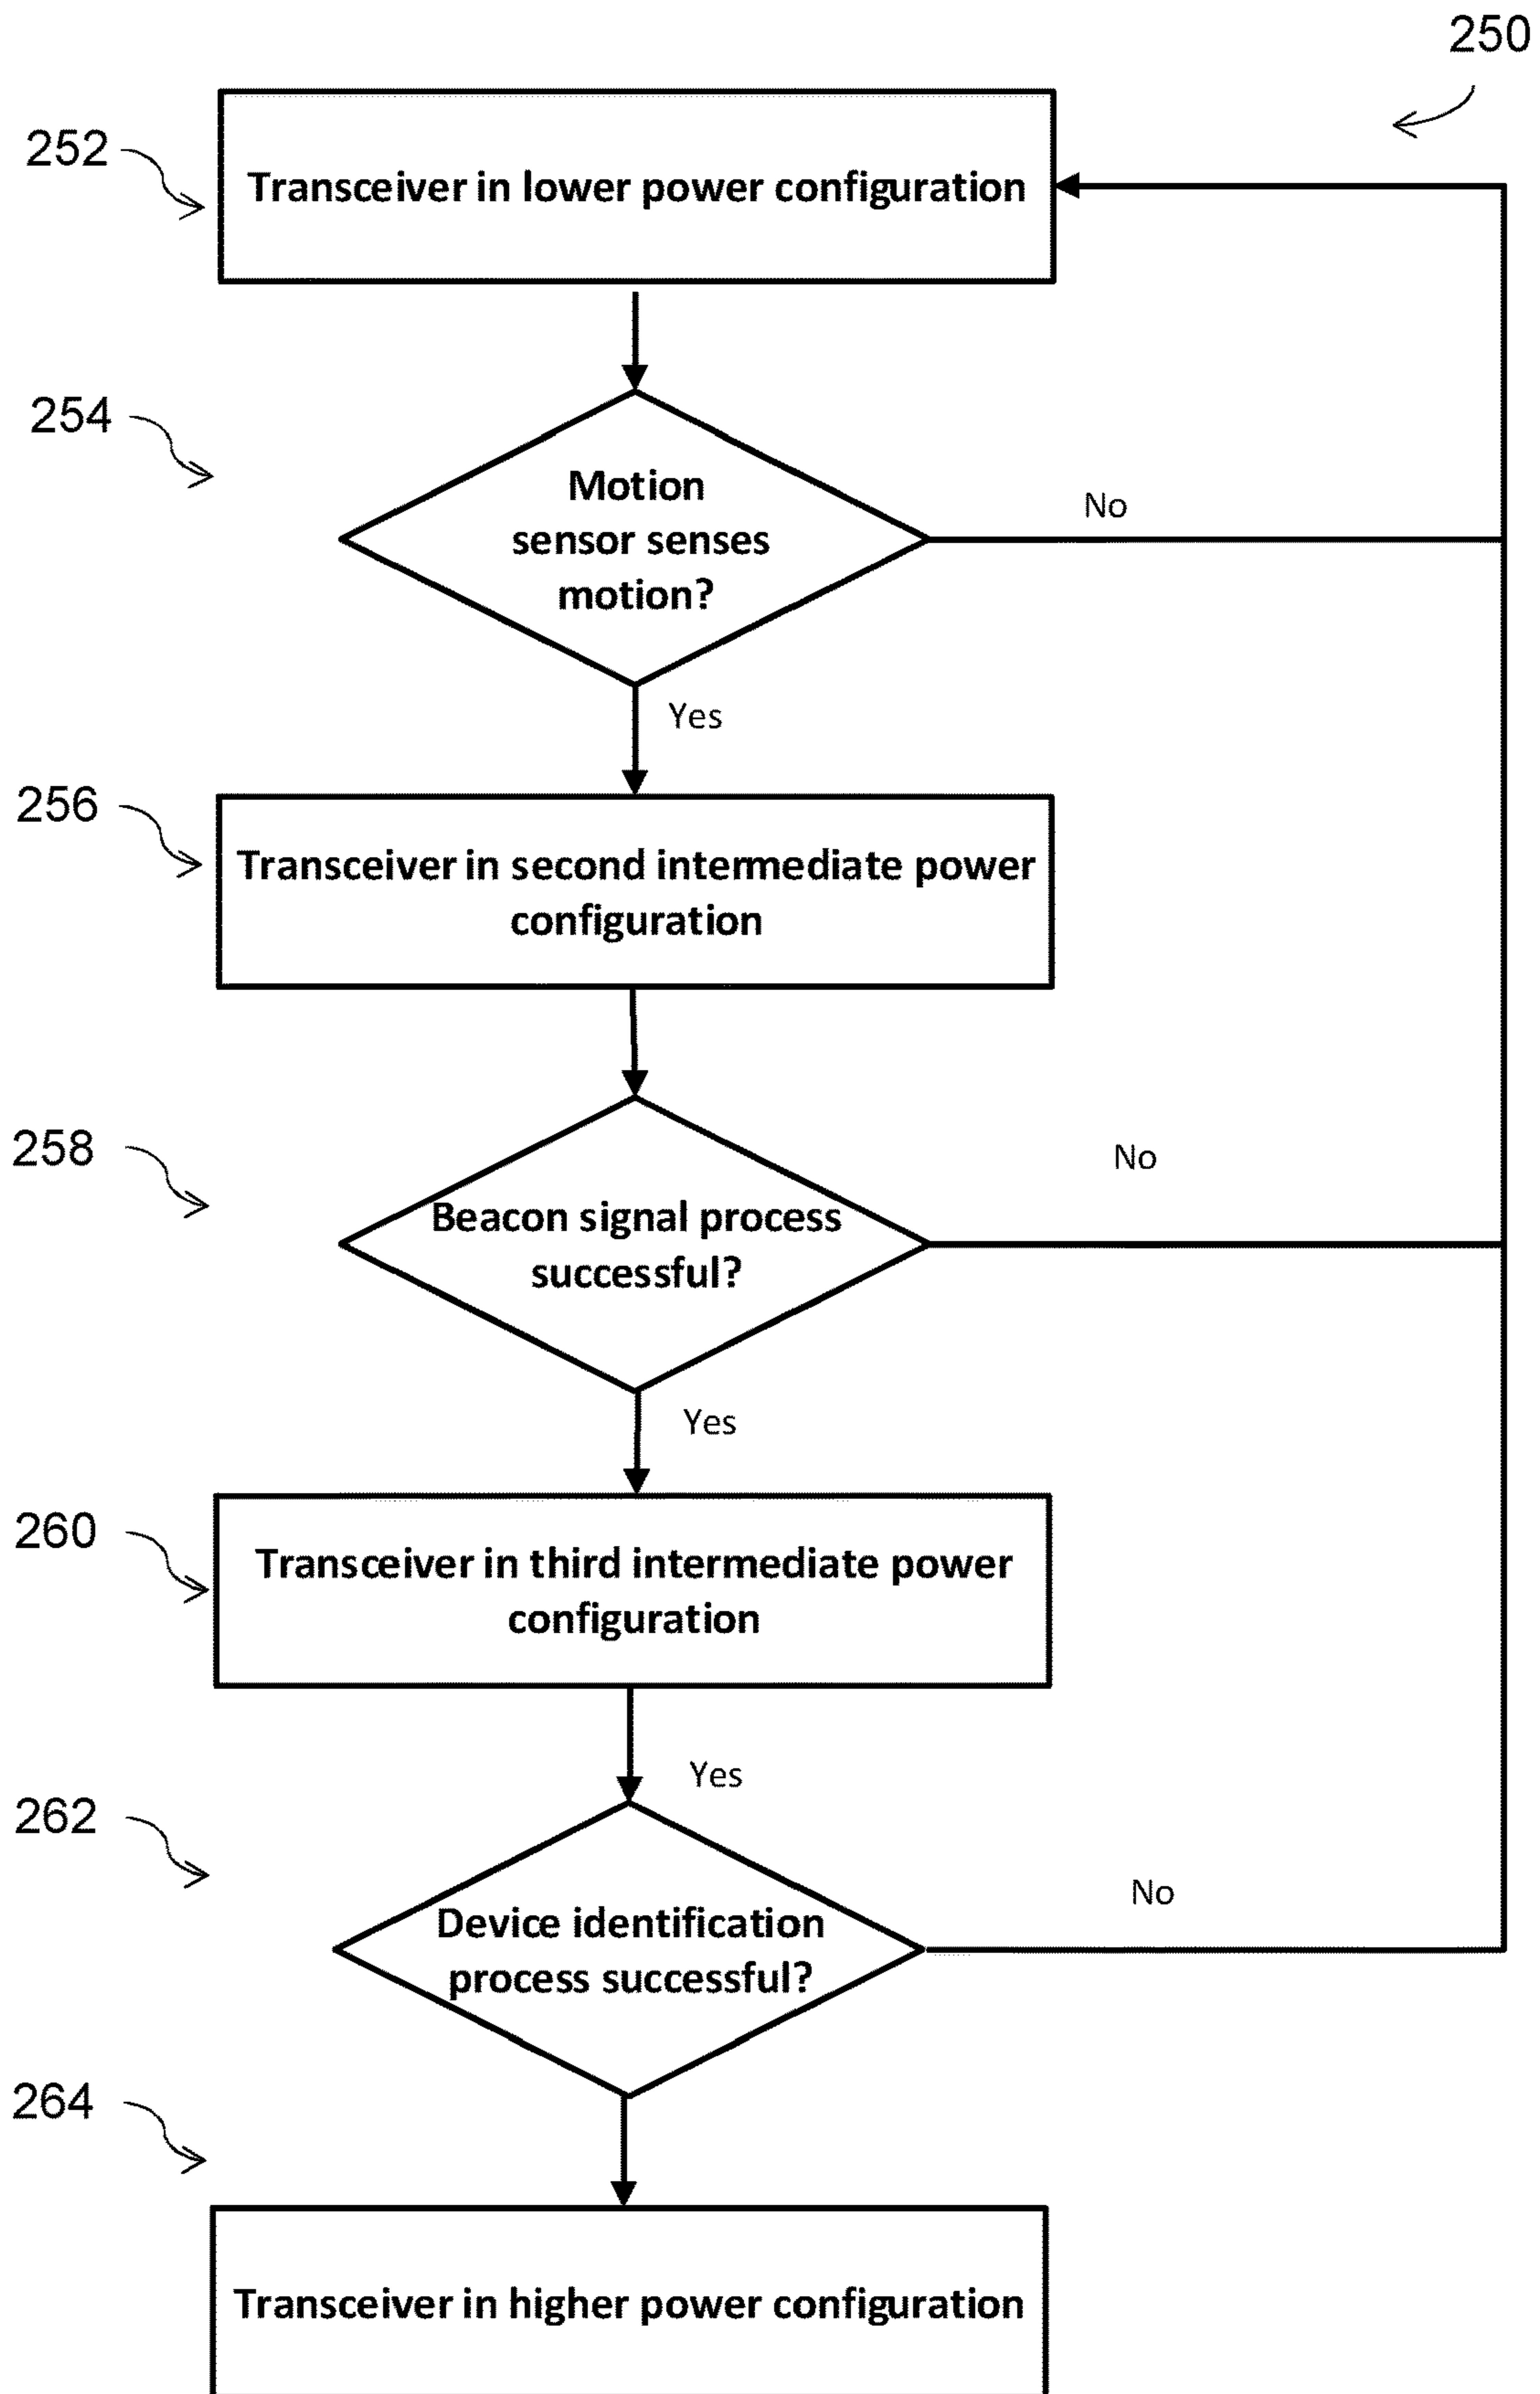 250
252
Transceiver in lower power configuration
254
Motion
sensor senses
motion?
No
Yes
256
Transceiver in second intermediate power
configuration
258
No
Beacon signal process
successful?
Yes
260
Transceiver in third intermediate power
configuration
Yes
262
No
Device identification
process successful?
264
Transceiver in higher power configuration